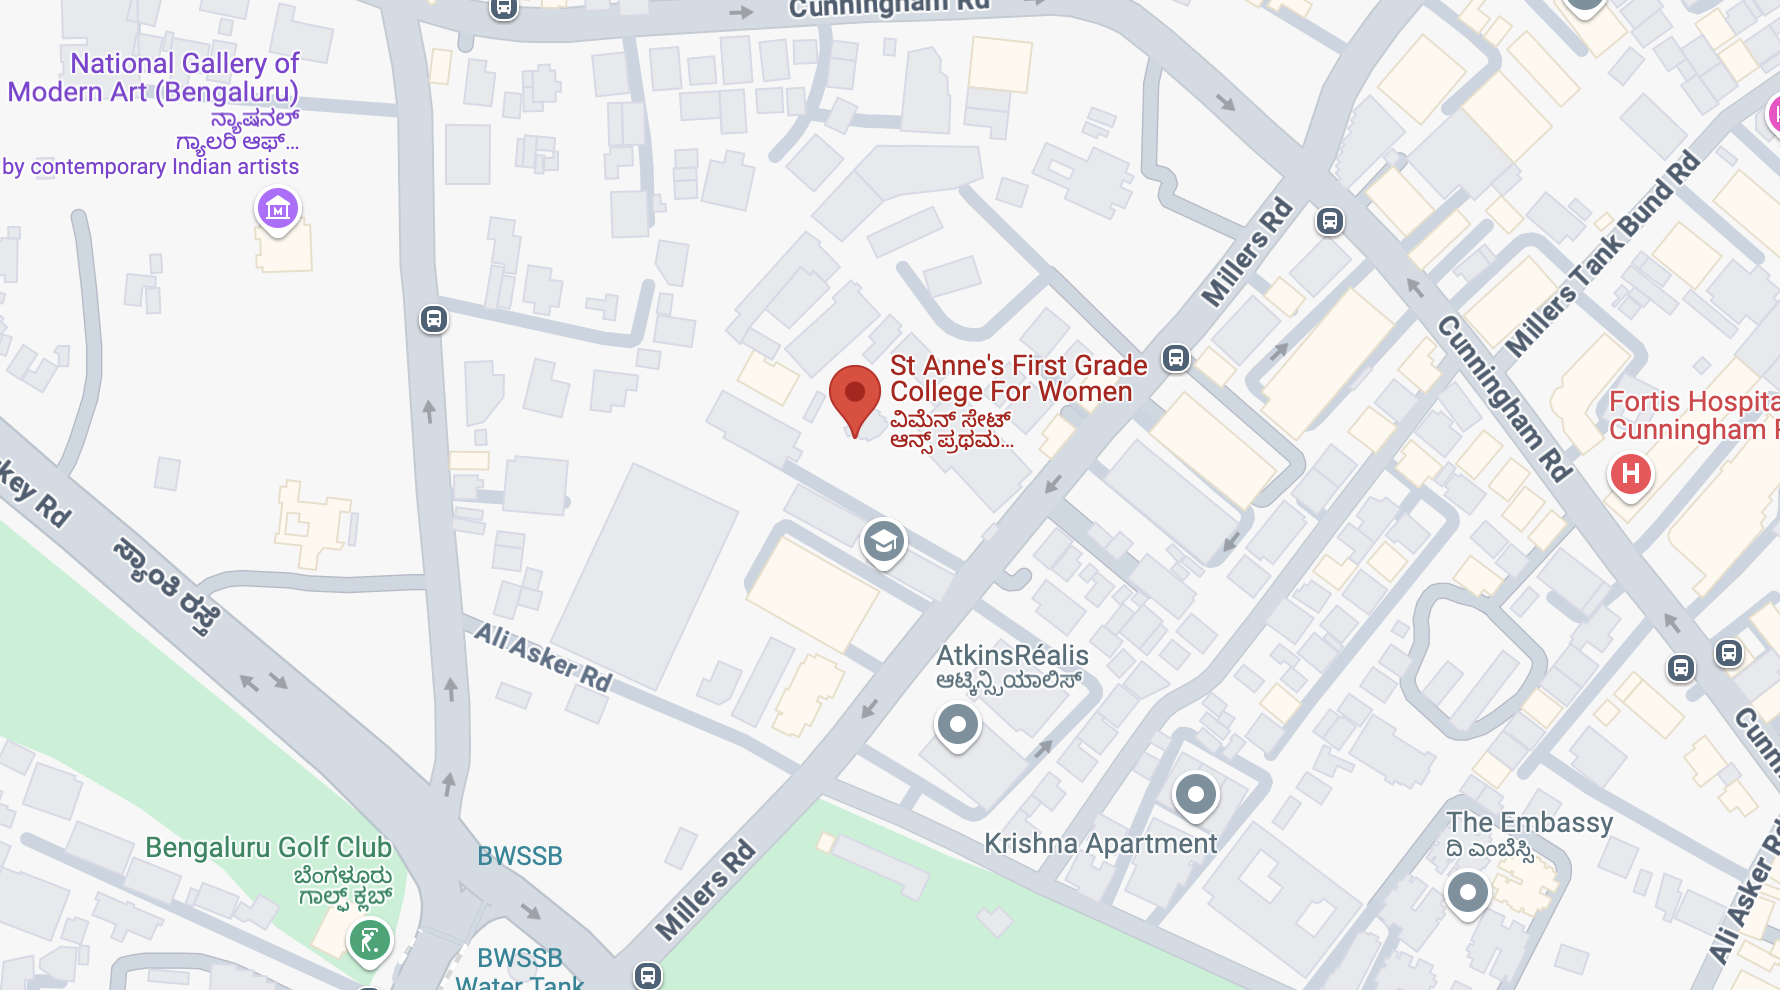 Cunningham Rd
National Gallery of
Modern Art (Bengaluru)
ನ್ಯಾಷನಲ್
ಗ್ಯಾಲರಿ ಆಫ್...
by contemporary Indian artists
Millers Rd
Millers Tank Bund Rd
St Anne's First Grade
College For Women
ವಿಮೆನ್ ಸೇಟ್
ಆನ್ಸ್ ಪ್ರಥಮ...
Cunningham Rd
Fortis Hospita
Cunningham R
H
key Rd
ಸ್ಯಾಂಕಿ ರಸ್ತೆ
Ali Asker Rd
AtkinsRéalis
ಆಟ್ಕಿನ್ಸ್ರಿಯಾಲಿಸ್
Cunni
Krishna Apartment
The Embassy
ದಿ ಎಂಬೆಸ್ಸಿ
Bengaluru Golf Club
ಬೆಂಗಳೂರು
ಗಾಲ್ಫ್ ಕ್ಲಬ್
BWSSB
Millers Rd
Ali Asker Rd
BWSSB
Water Tank